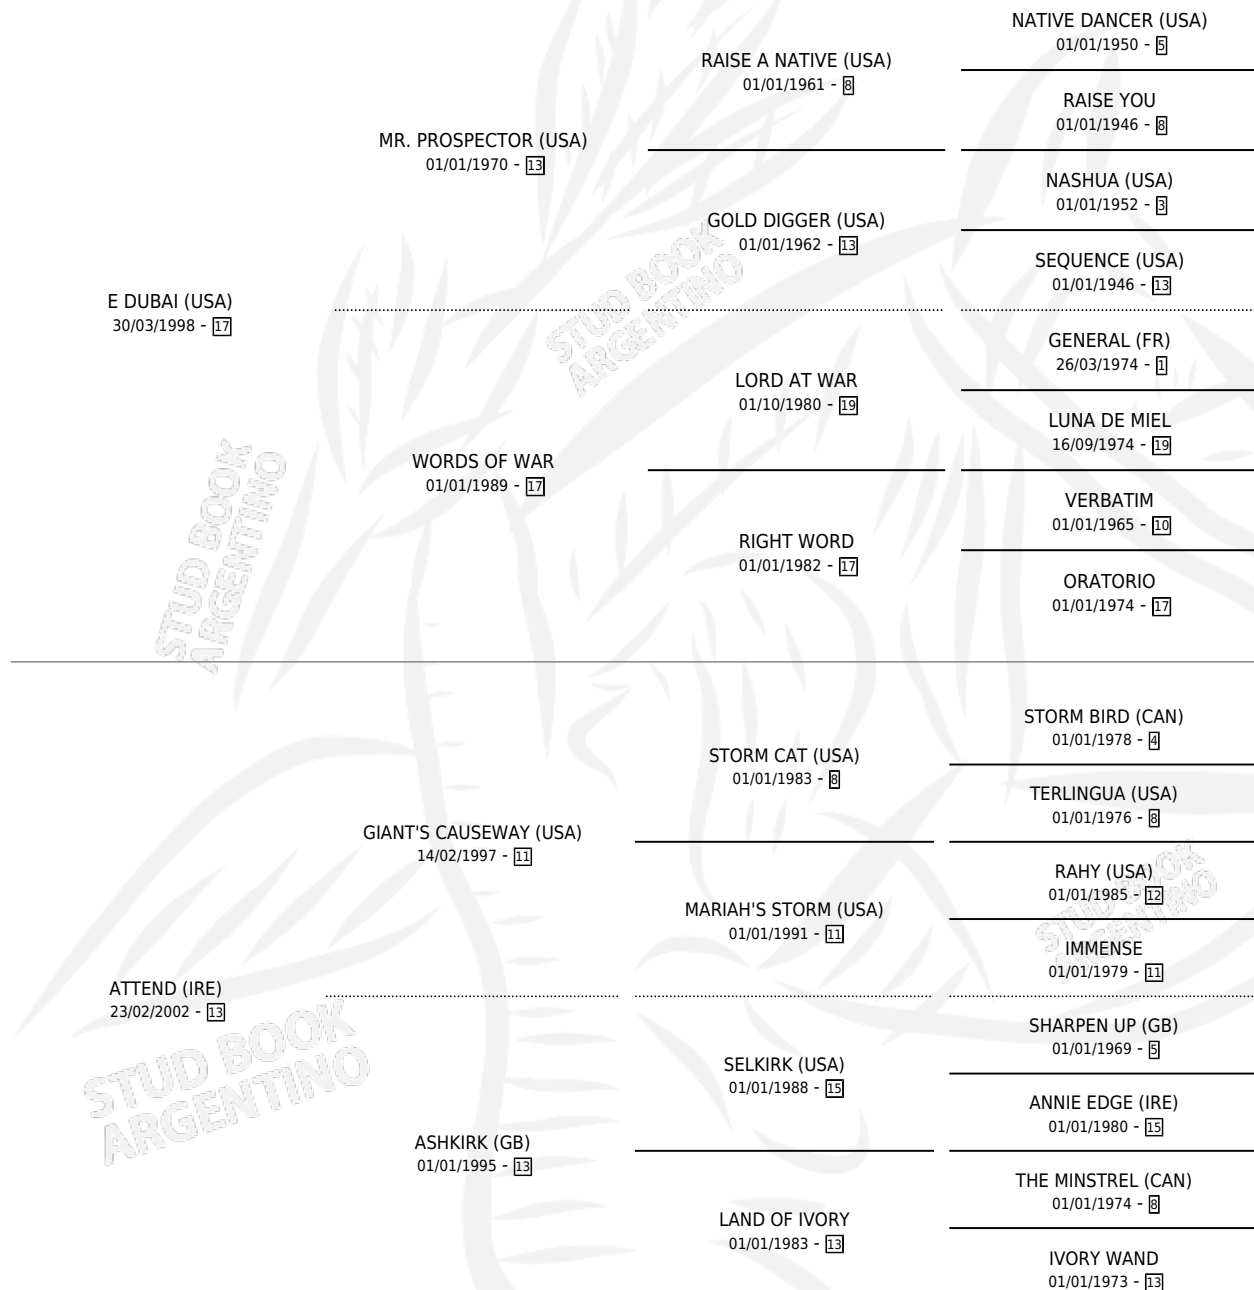 NATIVE DANCER (USA)
01/01/1950 - 5
RAISE A NATIVE (USA)
01/01/1961 - 8
RAISE YOU
01/01/1946 - 8
MR. PROSPECTOR (USA)
01/01/1970 - 13
NASHUA (USA)
01/01/1952 - 3
GOLD DIGGER (USA)
01/01/1962 - 13
SEQUENCE (USA)
01/01/1946 - 13
E DUBAI (USA)
30/03/1998 - 17
STUD BOOK
ARGENTINO
GENERAL (FR)
26/03/1974 - 1
LORD AT WAR
01/10/1980 - 19
LUNA DE MIEL
16/09/1974 - 19
WORDS OF WAR
01/01/1989 - 17
VERBATIM
01/01/1965 - 10
RIGHT WORD
01/01/1982 - 17
ORATORIO
01/01/1974 - 17
STUD BOOK
ARGENTINO
STORM BIRD (CAN)
01/01/1978 - 4
STORM CAT (USA)
01/01/1983 - 8
TERLINGUA (USA)
01/01/1976 - 8
GIANT'S CAUSEWAY (USA)
14/02/1997 - 11
RAHY (USA)
01/01/1985 - 12
MARIAH'S STORM (USA)
01/01/1991 - 11
IMMENSE
01/01/1979 - 11
STUD BOOK
ARGENTINO
ATTEND (IRE)
23/02/2002 - 13
SHARPEN UP (GB)
01/01/1969 - 5
SELKIRK (USA)
01/01/1988 - 15
ANNIE EDGE (IRE)
01/01/1980 - 15
STUD BOOK
ARGENTINO
ASHKIRK (GB)
01/01/1995 - 13
THE MINSTREL (CAN)
01/01/1974 - 8
LAND OF IVORY
01/01/1983 - 13
IVORY WAND
01/01/1973 - 13